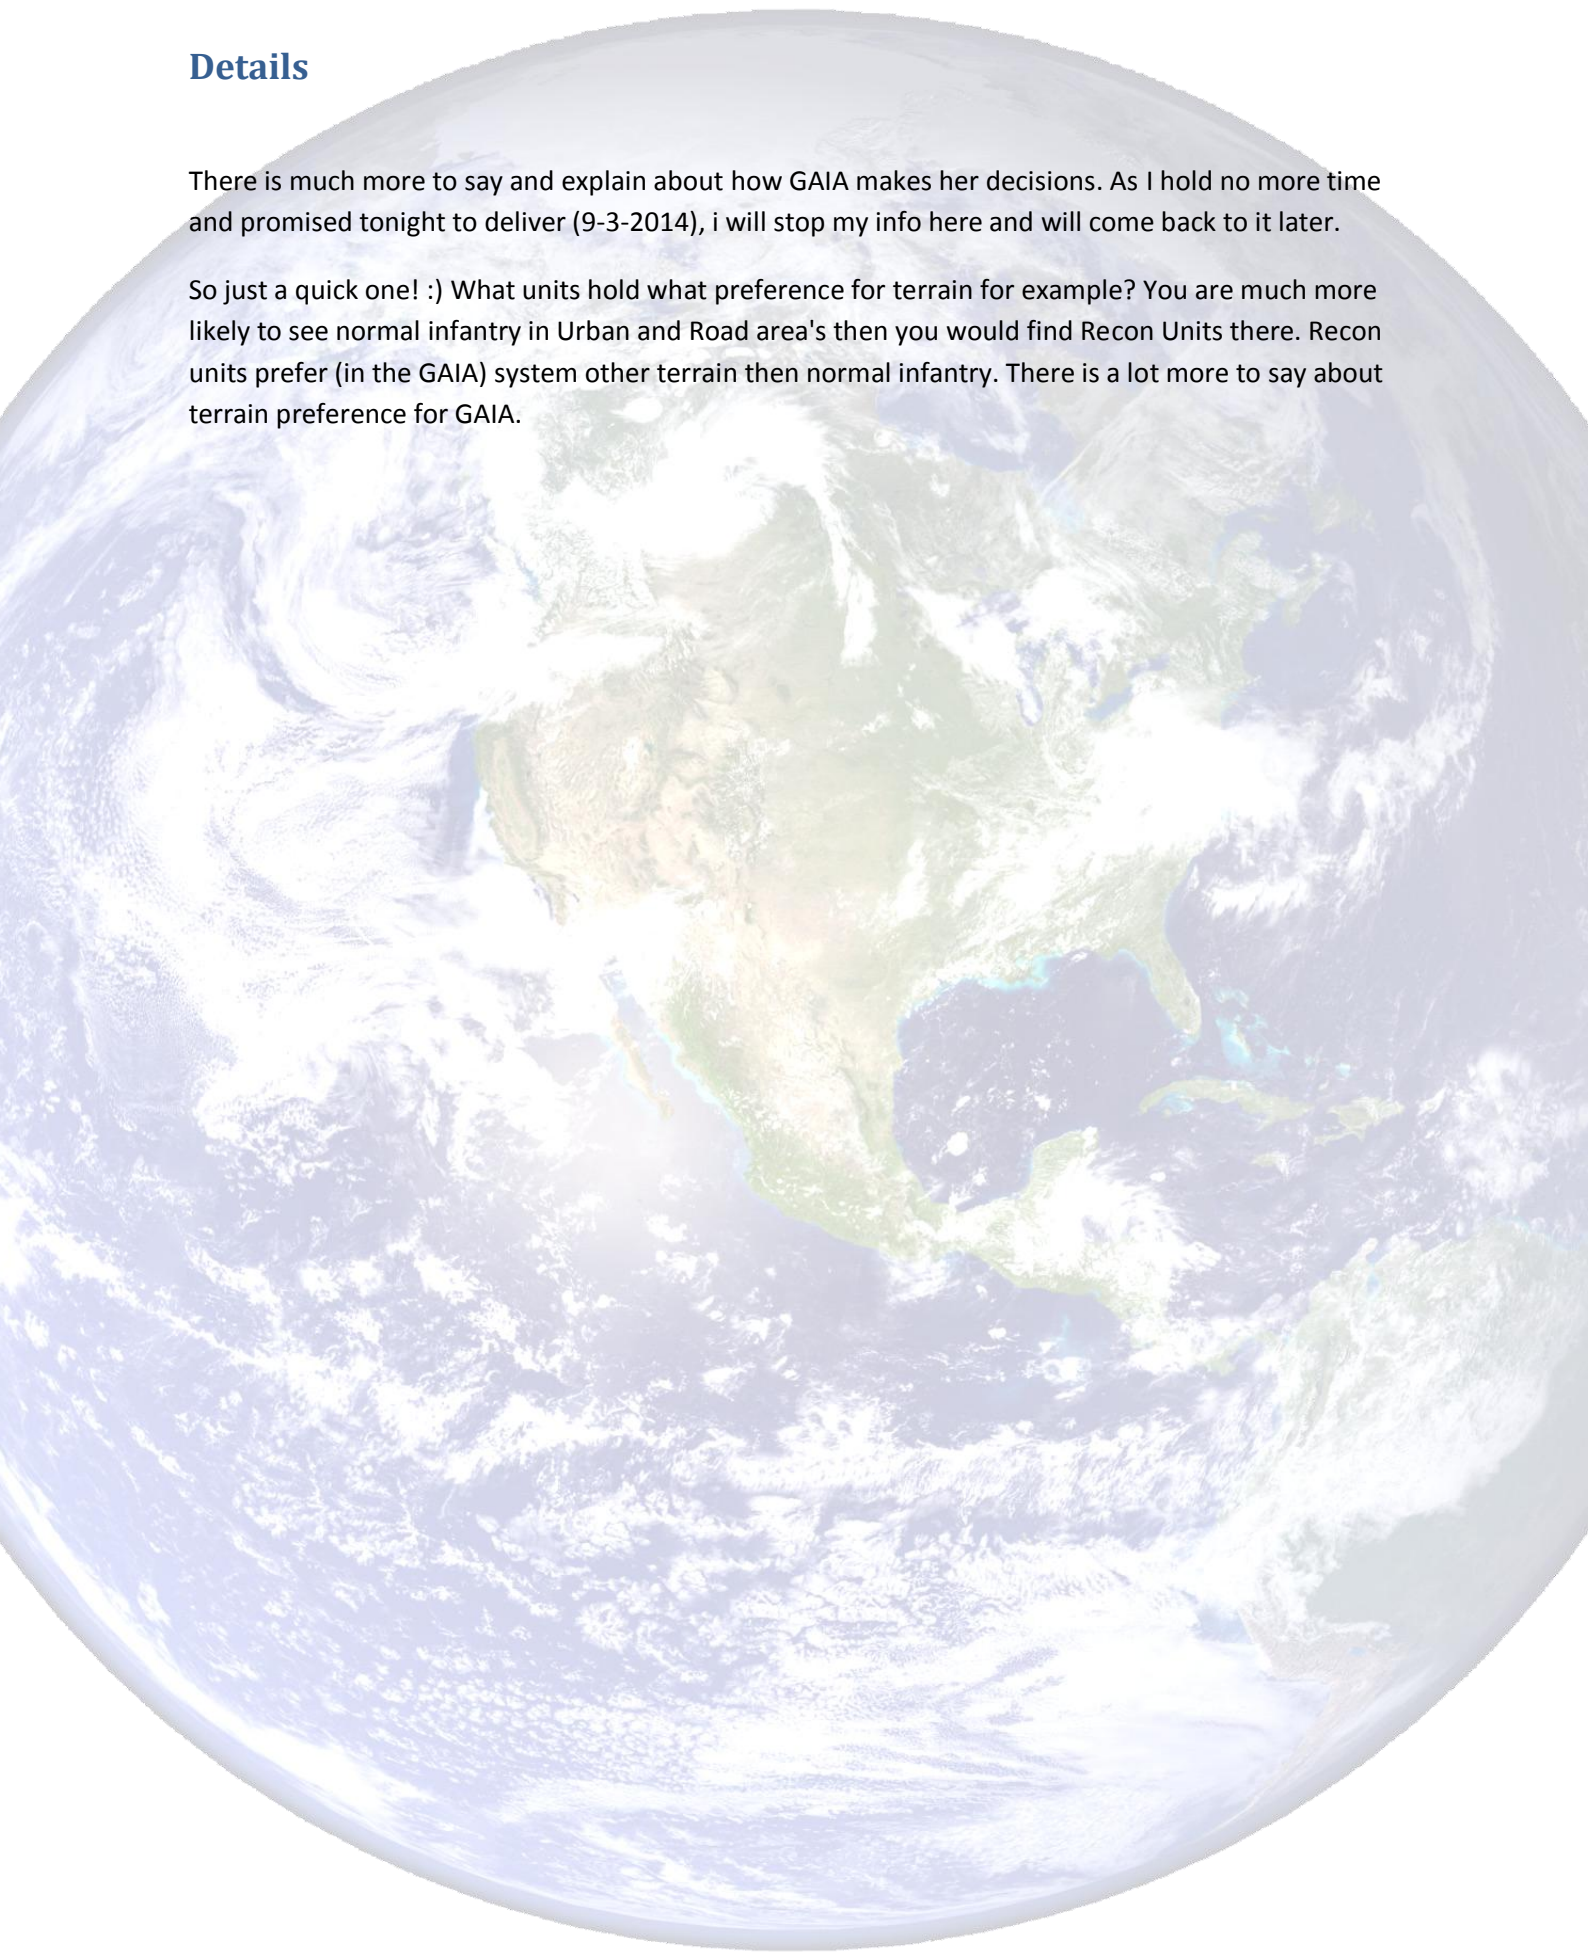 Details
There is much more to say and explain about how GAIA makes her decisions. As I hold no more time
and promised tonight to deliver (9-3-2014), i will stop my info here and will come back to it later.
So just a quick one! :) What units hold what preference for terrain for example? You are much more
likely to see normal infantry in Urban and Road area's then you would find Recon Units there. Recon
units prefer (in the GAIA) system other terrain then normal infantry. There is a lot more to say about
terrain preference for GAIA.